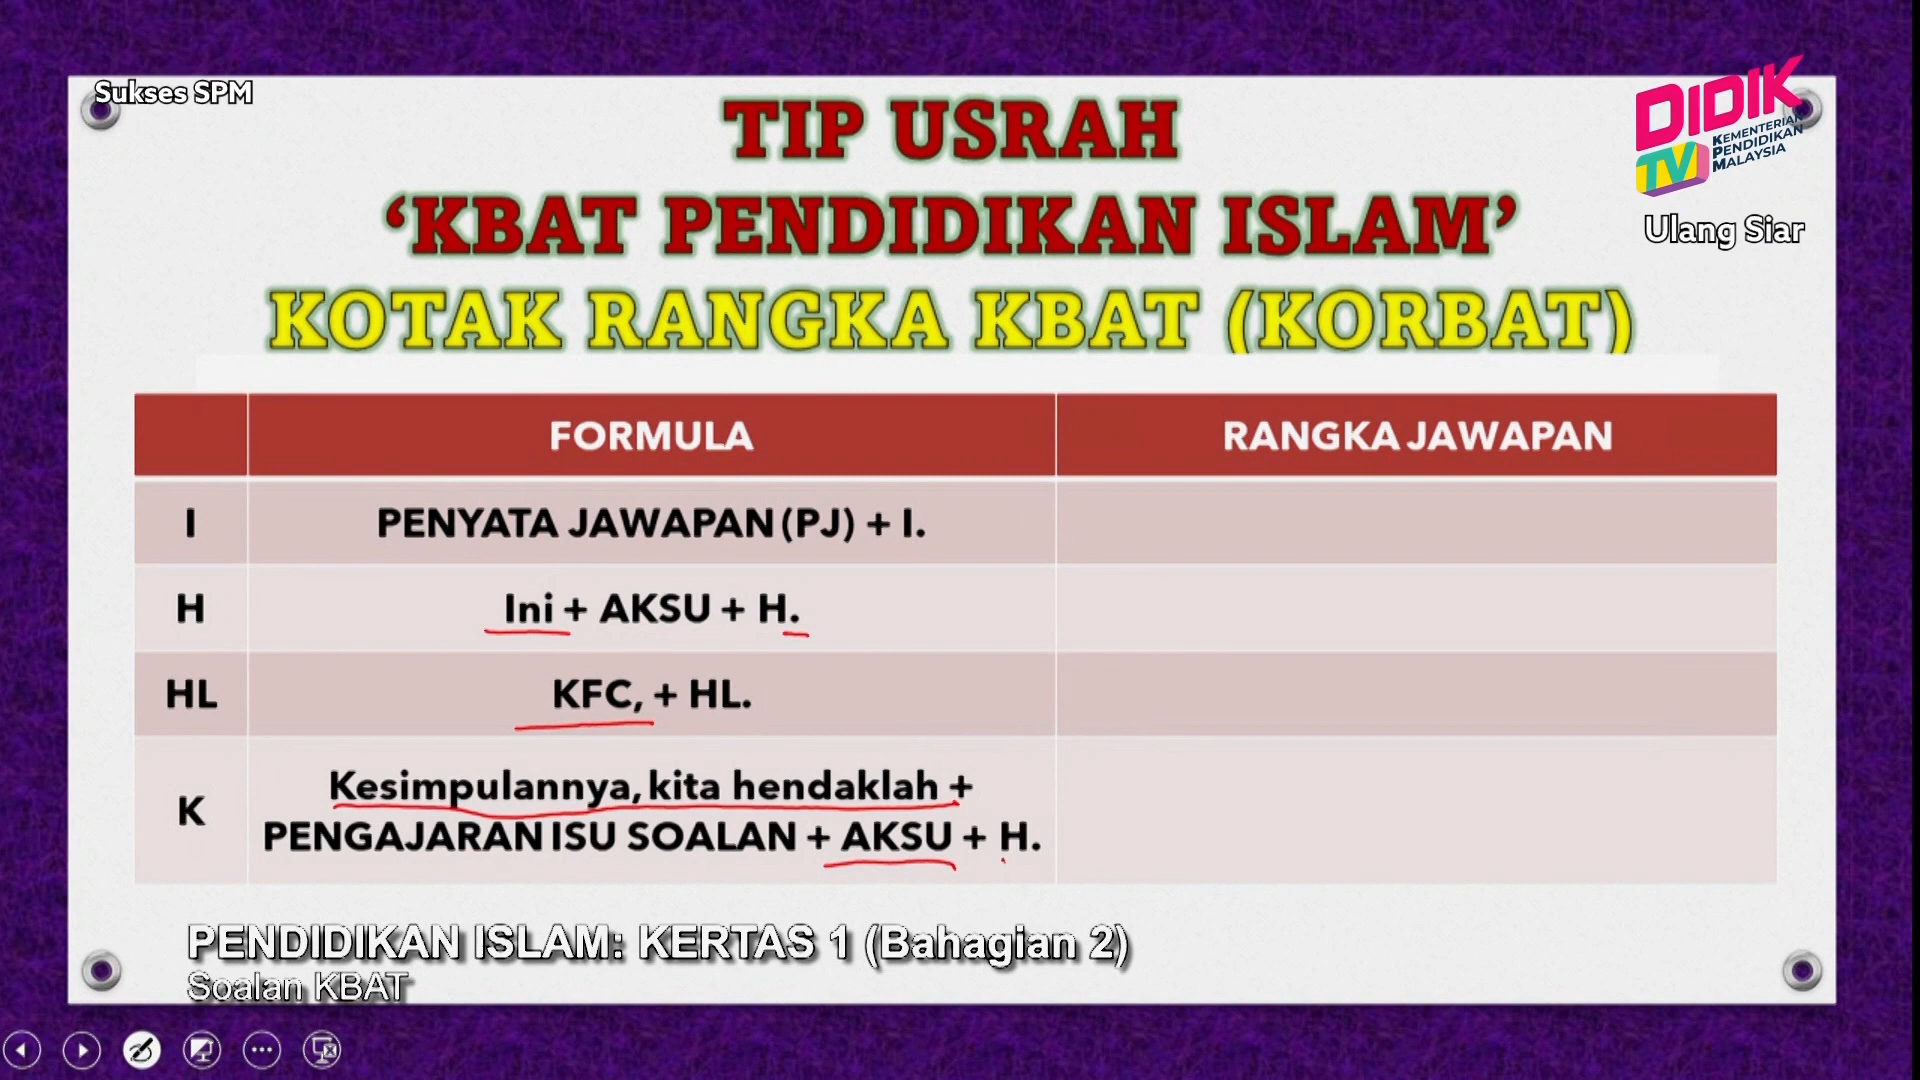 Sukses SPM
TIP USRAH
‘KBAT PENDIDIKAN ISLAM’
KOTAK RANGKA KBAT (KORBAT)
DIDIK
TV
KEMENTERIAN
PENDIDIKAN
MALAYSIA
Ulang Siar
FORMULA
RANGKA JAWAPAN
I
PENYATA JAWAPAN (PJ) + I.
H
Ini + AKSU + H.
HL
KFC, + HL.
K
Kesimpulannya, kita hendaklah +
PENGAJARAN ISU SOALAN + AKSU + H.
PENDIDIKAN ISLAM: KERTAS 1 (Bahagian 2)
Soalan KBAT